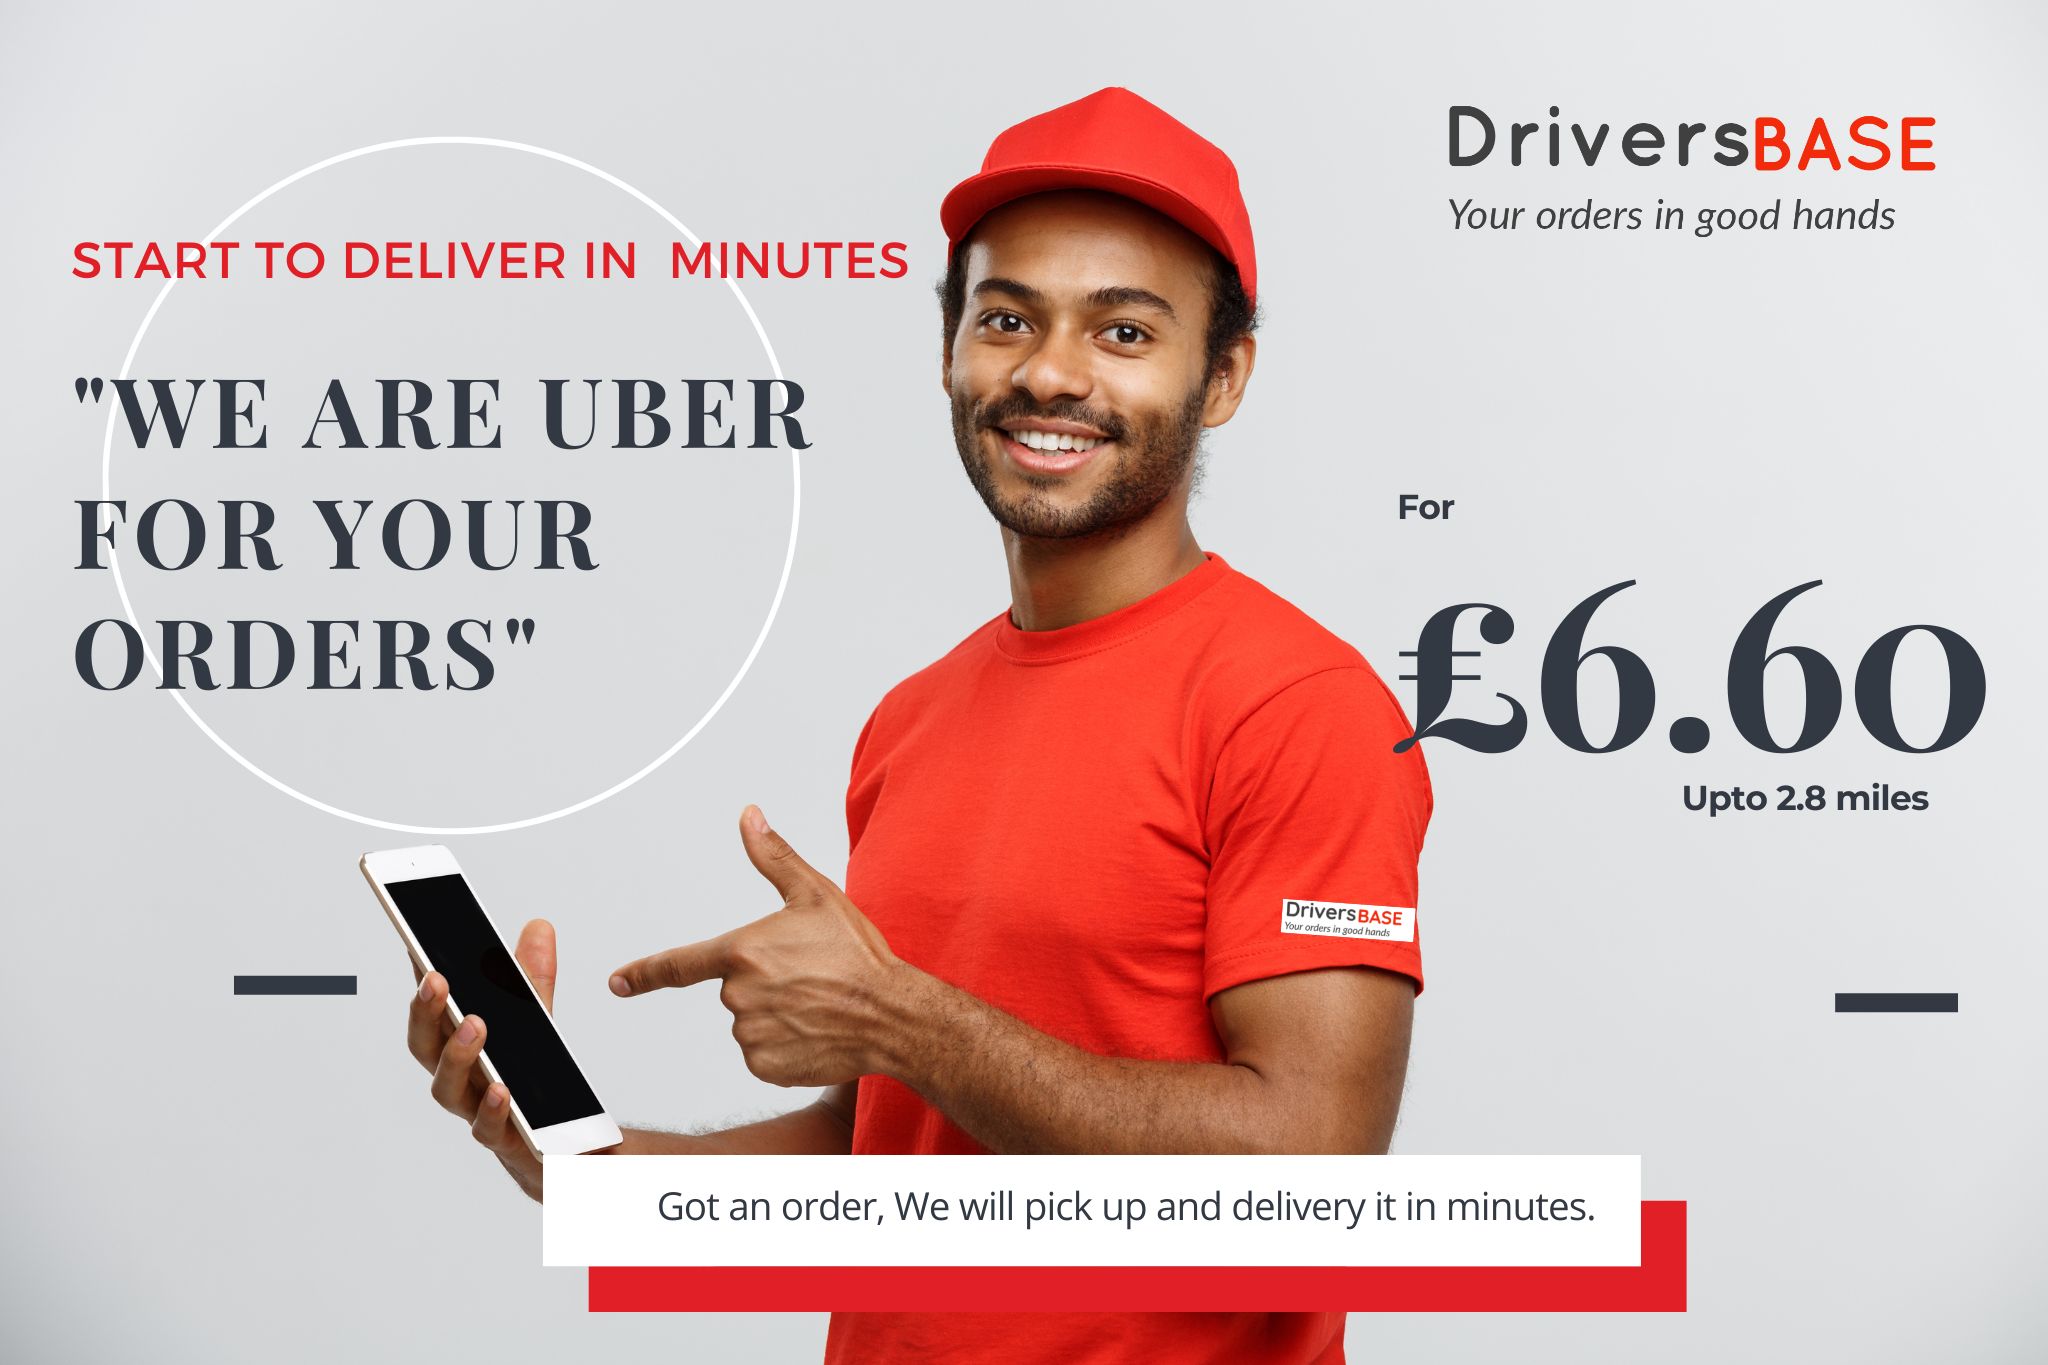 DriversBASE
Your orders in good hands
START TO DELIVER IN  MINUTES
"WE ARE UBER
FOR YOUR
ORDERS"
For
£6.60
Upto 2.8 miles
DriversBASE
Your orders in good hands
Got an order, We will pick up and delivery it in minutes.